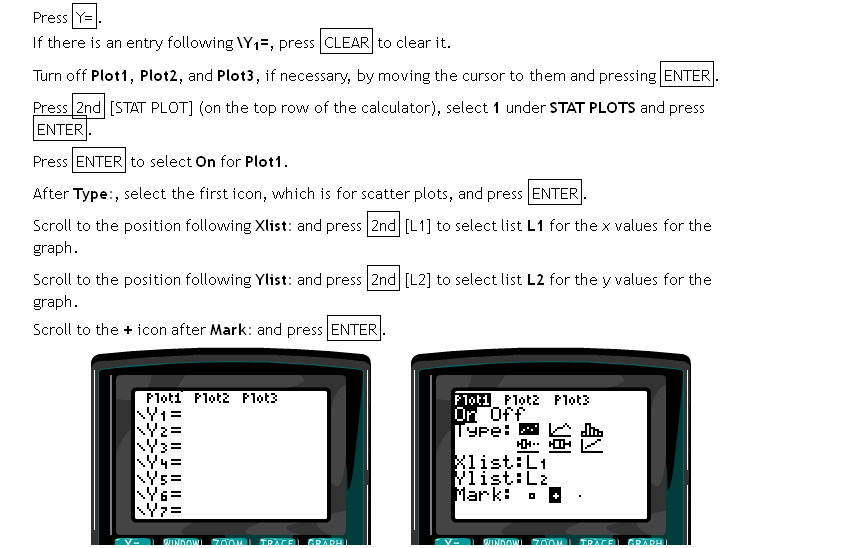 Press Y=.
If there is an entry following \Y1=, press CLEAR to clear it.
Turn off Plot1, Plot2, and Plot3, if necessary, by moving the cursor to them and pressing ENTER.
Press 2nd [STAT PLOT] (on the top row of the calculator), select 1 under STAT PLOTS and press
ENTER.
Press ENTER to select On for Plot1.
After Type:, select the first icon, which is for scatter plots, and press ENTER.
Scroll to the position following Xlist: and press 2nd [L1] to select list L1 for the x values for the
graph.
Scroll to the position following Ylist: and press 2nd [L2] to select list L2 for the y values for the
graph.
Scroll to the + icon after Mark: and press ENTER.
Plot1 Plot2 Plot3
\Y1=
\Y2=
\Y3=
\Y4=
\Y5=
\Y6=
\Y7=
Y= WINDOW ZOOM TRACE GRAPH
Plot1 Plot2 Plot3
On Off
Type:
Xlist:L1
Ylist:L2
Mark: ▫ + ·
Y= WINDOW ZOOM TRACE GRAPH